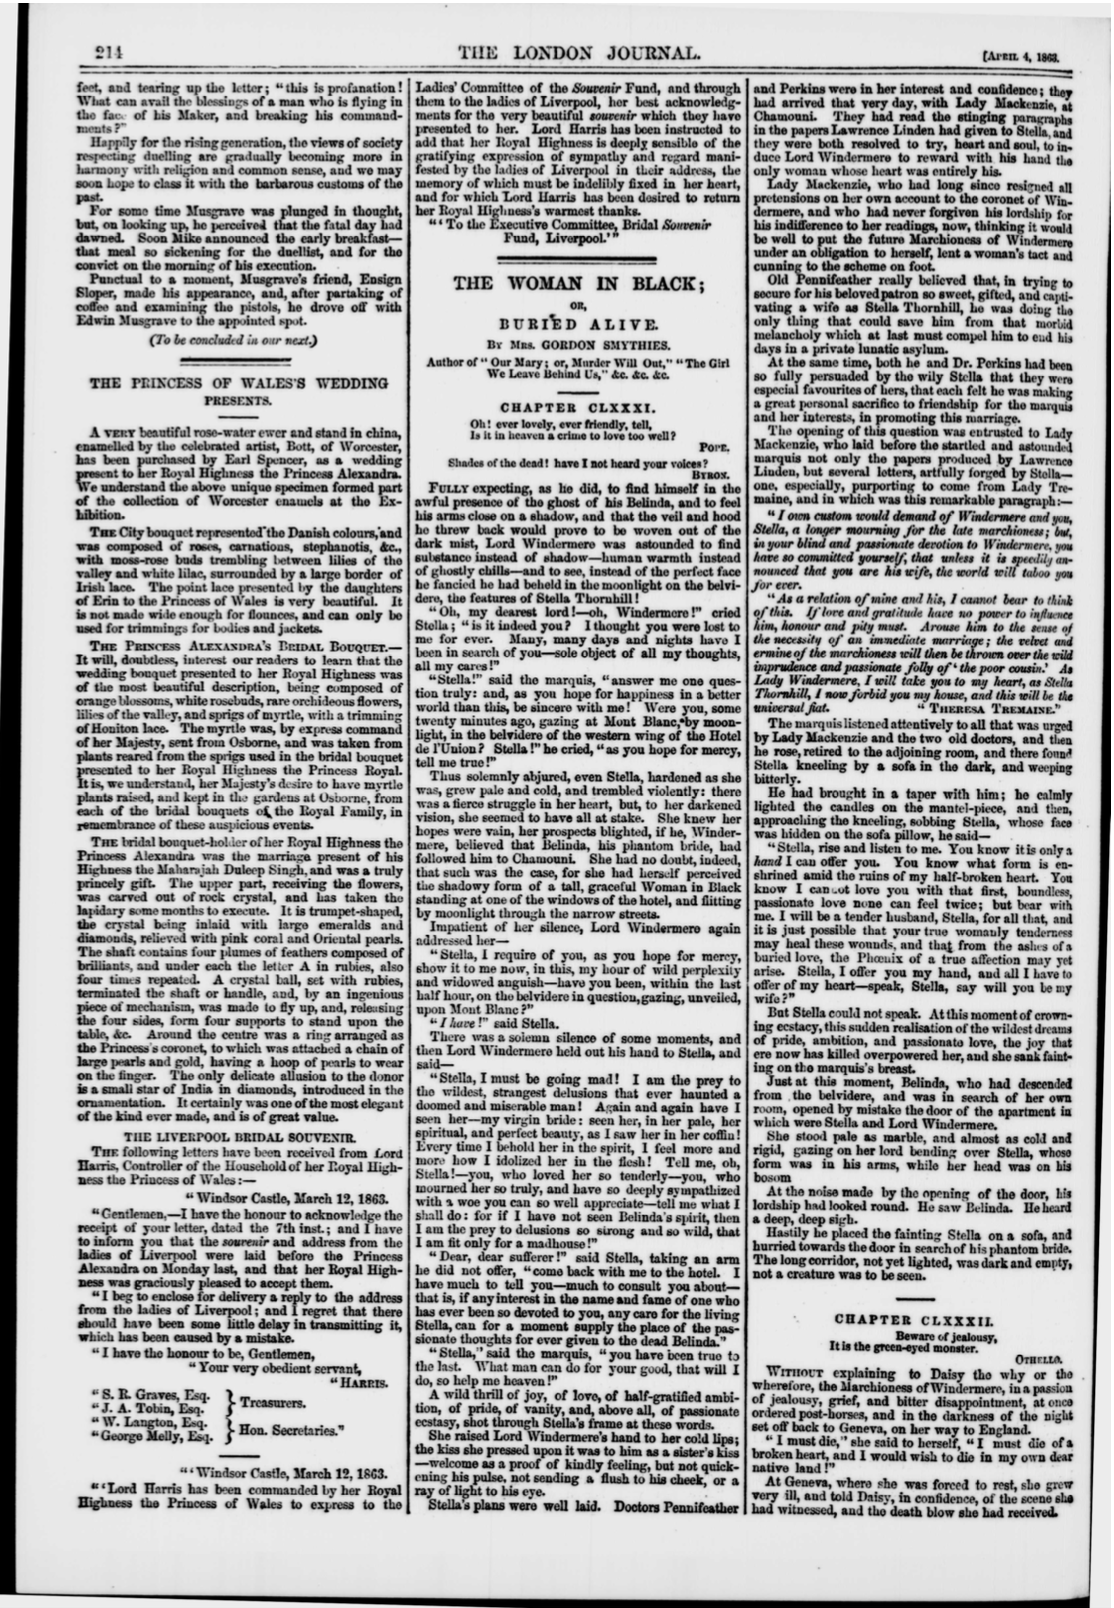 214
THE LONDON JOURNAL.
[APRIL 4, 1863.
feet, and tearing up the letter; "this is profanation!
What can avail the blessings of a man who is flying in
the fac. of his Maker, and breaking his command-
ments?"
Happily for the rising generation, the views of society
respecting duelling are gradually becoming more in
harmony with religion and common sense, and we may
soon hope to class it with the barbarous customs of the
past.
For some time Musgrave was plunged in thought,
but, on looking up, he perceived that the fatal day had
dawned. Soon Mike announced the early breakfast—
that meal so sickening for the duellist, and for the
convict on the morning of his execution.
Punctual to a moment, Musgrave's friend, Ensign
Sloper, made his appearance, and, after partaking of
coffee and examining the pistols, he drove off with
Edwin Musgrave to the appointed spot.
(To be concluded in our next.)
THE PRINCESS OF WALES'S WEDDING
PRESENTS.
A VERY beautiful rose-water ewer and stand in china,
enamelled by the celebrated artist, Bott, of Worcester,
has been purchased by Earl Spencer, as a wedding
present to her Royal Highness the Princess Alexandra.
We understand the above unique specimen formed part
of the collection of Worcester enamels at the Ex-
hibition.
THE City bouquet represented the Danish colours, and
was composed of roses, carnations, stephanotis, &c.,
with moss-rose buds trembling between lilies of the
valley and white lilac, surrounded by a large border of
Irish lace. The point lace presented by the daughters
of Erin to the Princess of Wales is very beautiful. It
is not made wide enough for flounces, and can only be
used for trimmings for bodies and jackets.
THE PRINCESS ALEXANDRA'S BRIDAL BOUQUET.—
It will, doubtless, interest our readers to learn that the
wedding bouquet presented to her Royal Highness was
of the most beautiful description, being composed of
orange blossoms, white rosebuds, rare orchideous flowers,
lilies of the valley, and sprigs of myrtle, with a trimming
of Honiton lace. The myrtle was, by express command
of her Majesty, sent from Osborne, and was taken from
plants reared from the sprigs used in the bridal bouquet
presented to her Royal Highness the Princess Royal.
It is, we understand, her Majesty's desire to have myrtle
plants raised, and kept in the gardens at Osborne, from
each of the bridal bouquets of the Royal Family, in
remembrance of these auspicious events.
THE bridal bouquet-holder of her Royal Highness the
Princess Alexandra was the marriage present of his
Highness the Maharajah Duleep Singh, and was a truly
princely gift. The upper part, receiving the flowers,
was carved out of rock crystal, and has taken the
lapidary some months to execute. It is trumpet-shaped,
the crystal being inlaid with large emeralds and
diamonds, relieved with pink coral and Oriental pearls.
The shaft contains four plumes of feathers composed of
brilliants, and under each the letter A in rubies, also
four times repeated. A crystal ball, set with rubies,
terminated the shaft or handle, and, by an ingenious
piece of mechanism, was made to fly up, and, releasing
the four sides, form four supports to stand upon the
table, &c. Around the centre was a ring arranged as
the Princess's coronet, to which was attached a chain of
large pearls and gold, having a hoop of pearls to wear
on the finger. The only delicate allusion to the donor
is a small star of India in diamonds, introduced in the
ornamentation. It certainly was one of the most elegant
of the kind ever made, and is of great value.
THE LIVERPOOL BRIDAL SOUVENIR.
THE following letters have been received from Lord
Harris, Controller of the Household of her Royal High-
ness the Princess of Wales:—
"Windsor Castle, March 12, 1863.
"Gentlemen,—I have the honour to acknowledge the
receipt of your letter, dated the 7th inst.; and I have
to inform you that the souvenir and address from the
ladies of Liverpool were laid before the Princess
Alexandra on Monday last, and that her Royal High-
ness was graciously pleased to accept them.
"I beg to enclose for delivery a reply to the address
from the ladies of Liverpool; and I regret that there
should have been some little delay in transmitting it,
which has been caused by a mistake.
"I have the honour to be, Gentlemen,
"Your very obedient servant,
"HARRIS.
"S. R. Graves, Esq.
"J. A. Tobin, Esq.
} Treasurers.
"W. Langton, Esq.
"George Melly, Esq.
} Hon. Secretaries."
"'Windsor Castle, March 12, 1863.
"'Lord Harris has been commanded by her Royal
Highness the Princess of Wales to express to the
Ladies' Committee of the Souvenir Fund, and through
them to the ladies of Liverpool, her best acknowledg-
ments for the very beautiful souvenir which they have
presented to her. Lord Harris has been instructed to
add that her Royal Highness is deeply sensible of the
gratifying expression of sympathy and regard mani-
fested by the ladies of Liverpool in their address, the
memory of which must be indelibly fixed in her heart,
and for which Lord Harris has been desired to return
her Royal Highness's warmest thanks.
"'To the Executive Committee, Bridal Souvenir
Fund, Liverpool.'"
THE WOMAN IN BLACK;
OR,
BURIED ALIVE.
BY MRS. GORDON SMYTHIES.
Author of "Our Mary; or, Murder Will Out," "The Girl
We Leave Behind Us," &c. &c. &c.
CHAPTER CLXXXI.
Oh! ever lovely, ever friendly, tell,
Is it in heaven a crime to love too well?
POPE.
Shades of the dead! have I not heard your voices?
BYRON.
FULLY expecting, as he did, to find himself in the
awful presence of the ghost of his Belinda, and to feel
his arms close on a shadow, and that the veil and hood
he threw back would prove to be woven out of the
dark mist, Lord Windermere was astounded to find
substance instead of shadow—human warmth instead
of ghostly chills—and to see, instead of the perfect face
he fancied he had beheld in the moonlight on the belvi-
dere, the features of Stella Thornhill!
"Oh, my dearest lord!—oh, Windermere!" cried
Stella; "is it indeed you? I thought you were lost to
me for ever. Many, many days and nights have I
been in search of you—sole object of all my thoughts,
all my cares!"
"Stella!" said the marquis, "answer me one ques-
tion truly: and, as you hope for happiness in a better
world than this, be sincere with me! Were you, some
twenty minutes ago, gazing at Mont Blanc, by moon-
light, in the belvidere of the western wing of the Hotel
de l'Union? Stella!" he cried, "as you hope for mercy,
tell me true!"
Thus solemnly abjured, even Stella, hardened as she
was, grew pale and cold, and trembled violently: there
was a fierce struggle in her heart, but, to her darkened
vision, she seemed to have all at stake. She knew her
hopes were vain, her prospects blighted, if he, Winder-
mere, believed that Belinda, his phantom bride, had
followed him to Chamouni. She had no doubt, indeed,
that such was the case, for she had herself perceived
the shadowy form of a tall, graceful Woman in Black
standing at one of the windows of the hotel, and flitting
by moonlight through the narrow streets.
Impatient of her silence, Lord Windermere again
addressed her—
"Stella, I require of you, as you hope for mercy,
show it to me now, in this, my hour of wild perplexity
and widowed anguish—have you been, within the last
half hour, on the belvidere in question, gazing, unveiled,
upon Mont Blanc?"
"I have!" said Stella.
There was a solemn silence of some moments, and
then Lord Windermere held out his hand to Stella, and
said—
"Stella, I must be going mad! I am the prey to
the wildest, strangest delusions that ever haunted a
doomed and miserable man! Again and again have I
seen her—my virgin bride: seen her, in her pale, her
spiritual, and perfect beauty, as I saw her in her coffin!
Every time I behold her in the spirit, I feel more and
more how I idolized her in the flesh! Tell me, oh,
Stella!—you, who loved her so tenderly—you, who
mourned her so truly, and have so deeply sympathized
with a woe you can so well appreciate—tell me what I
shall do: for if I have not seen Belinda's spirit, then
I am the prey to delusions so strong and so wild, that
I am fit only for a madhouse!"
"Dear, dear sufferer!" said Stella, taking an arm
he did not offer, "come back with me to the hotel. I
have much to tell you—much to consult you about—
that is, if any interest in the name and fame of one who
has ever been so devoted to you, any care for the living
Stella, can for a moment supply the place of the pas-
sionate thoughts for ever given to the dead Belinda."
"Stella," said the marquis, "you have been true to
the last. What man can do for your good, that will I
do, so help me heaven!"
A wild thrill of joy, of love, of half-gratified ambi-
tion, of pride, of vanity, and, above all, of passionate
ecstasy, shot through Stella's frame at these words.
She raised Lord Windermere's hand to her cold lips;
the kiss she pressed upon it was to him as a sister's kiss
—welcome as a proof of kindly feeling, but not quick-
ening his pulse, not sending a flush to his cheek, or a
ray of light to his eye.
Stella's plans were well laid. Doctors Pennifeather
and Perkins were in her interest and confidence; they
had arrived that very day, with Lady Mackenzie, at
Chamouni. They had read the stinging paragraphs
in the papers Lawrence Linden had given to Stella, and
they were both resolved to try, heart and soul, to in-
duce Lord Windermere to reward with his hand the
only woman whose heart was entirely his.
Lady Mackenzie, who had long since resigned all
pretensions on her own account to the coronet of Win-
dermere, and who had never forgiven his lordship for
his indifference to her readings, now, thinking it would
be well to put the future Marchioness of Windermere
under an obligation to herself, lent a woman's tact and
cunning to the scheme on foot.
Old Pennifeather really believed that, in trying to
secure for his beloved patron so sweet, gifted, and capti-
vating a wife as Stella Thornhill, he was doing the
only thing that could save him from that morbid
melancholy which at last must compel him to end his
days in a private lunatic asylum.
At the same time, both he and Dr. Perkins had been
so fully persuaded by the wily Stella that they were
especial favourites of hers, that each felt he was making
a great personal sacrifice to friendship for the marquis
and her interests, in promoting this marriage.
The opening of this question was entrusted to Lady
Mackenzie, who laid before the startled and astounded
marquis not only the papers produced by Lawrence
Linden, but several letters, artfully forged by Stella—
one, especially, purporting to come from Lady Tre-
maine, and in which was this remarkable paragraph:—
"I own custom would demand of Windermere and you,
Stella, a longer mourning for the late marchioness; but,
in your blind and passionate devotion to Windermere, you
have so committed yourself, that unless it is speedily an-
nounced that you are his wife, the world will taboo you
for ever.
"As a relation of mine and his, I cannot bear to think
of this. If love and gratitude have no power to influence
him, honour and pity must. Arouse him to the sense of
the necessity of an immediate marriage; the velvet and
ermine of the marchioness will then be thrown over the wild
imprudence and passionate folly of 'the poor cousin.' As
Lady Windermere, I will take you to my heart, as Stella
Thornhill, I now forbid you my house, and this will be the
universal fiat. "THERESA TREMAINE."
The marquis listened attentively to all that was urged
by Lady Mackenzie and the two old doctors, and then
he rose, retired to the adjoining room, and there found
Stella kneeling by a sofa in the dark, and weeping
bitterly.
He had brought in a taper with him; he calmly
lighted the candles on the mantel-piece, and then,
approaching the kneeling, sobbing Stella, whose face
was hidden on the sofa pillow, he said—
"Stella, rise and listen to me. You know it is only a
hand I can offer you. You know what form is en-
shrined amid the ruins of my half-broken heart. You
know I cannot love you with that first, boundless,
passionate love none can feel twice; but bear with
me. I will be a tender husband, Stella, for all that, and
it is just possible that your true womanly tenderness
may heal these wounds, and that from the ashes of a
buried love, the Phœnix of a true affection may yet
arise. Stella, I offer you my hand, and all I have to
offer of my heart—speak, Stella, say will you be my
wife?"
But Stella could not speak. At this moment of crown-
ing ecstacy, this sudden realisation of the wildest dreams
of pride, ambition, and passionate love, the joy that
ere now has killed overpowered her, and she sank faint-
ing on the marquis's breast.
Just at this moment, Belinda, who had descended
from the belvidere, and was in search of her own
room, opened by mistake the door of the apartment in
which were Stella and Lord Windermere.
She stood pale as marble, and almost as cold and
rigid, gazing on her lord bending over Stella, whose
form was in his arms, while her head was on his
bosom
At the noise made by the opening of the door, his
lordship had looked round. He saw Belinda. He heard
a deep, deep sigh.
Hastily he placed the fainting Stella on a sofa, and
hurried towards the door in search of his phantom bride.
The long corridor, not yet lighted, was dark and empty,
not a creature was to be seen.
CHAPTER CLXXXII.
Beware of jealousy,
It is the green-eyed monster.
OTHELLO.
WITHOUT explaining to Daisy the why or the
wherefore, the Marchioness of Windermere, in a passion
of jealousy, grief, and bitter disappointment, at once
ordered post-horses, and in the darkness of the night
set off back to Geneva, on her way to England.
"I must die," she said to herself, "I must die of a
broken heart, and I would wish to die in my own dear
native land!"
At Geneva, where she was forced to rest, she grew
very ill, and told Daisy, in confidence, of the scene she
had witnessed, and the death blow she had received.